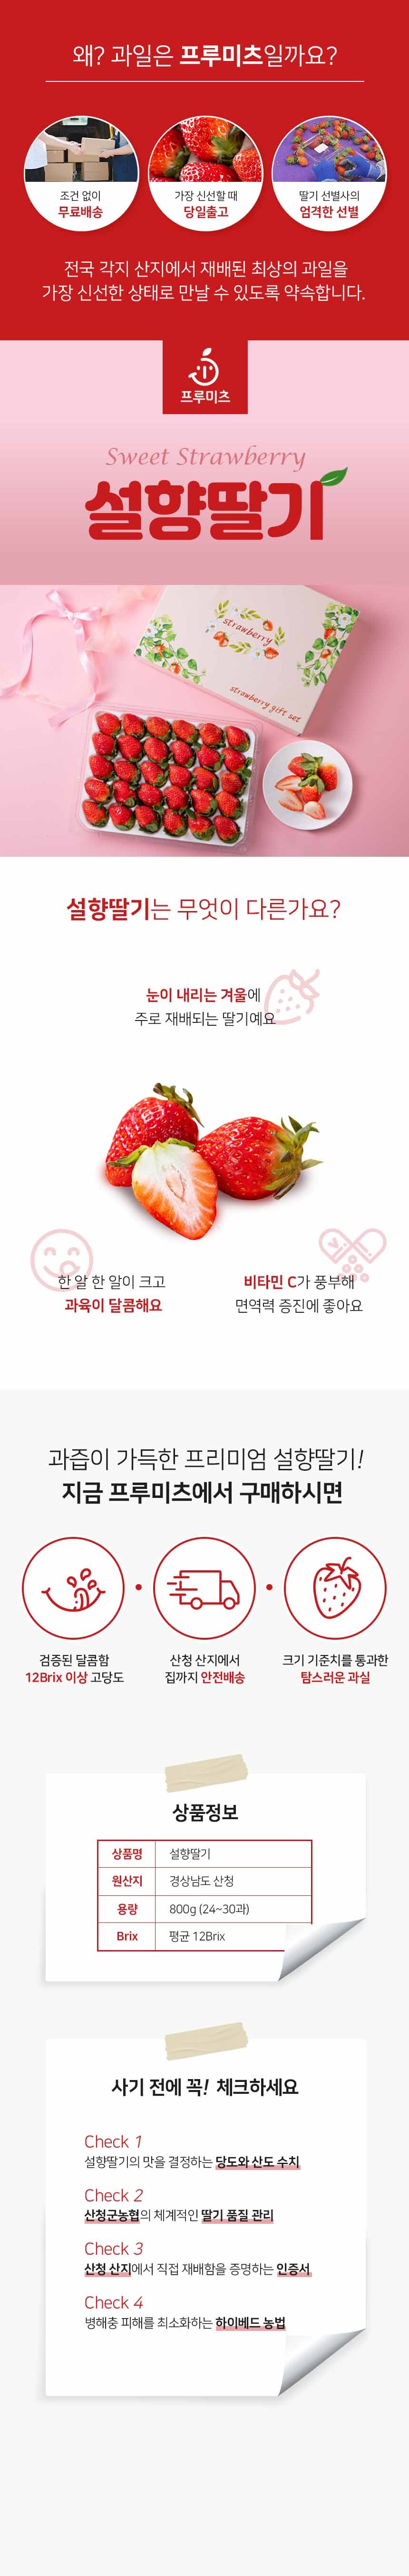 왜? 과일은 프루미츠일까요?
조건 없이
무료배송
가장 신선할 때
당일출고
딸기 선별사의
엄격한 선별
전국 각지 산지에서 재배된 최상의 과일을
가장 신선한 상태로 만날 수 있도록 약속합니다.
프루미츠
Sweet Strawberry
설향딸기
strawberry
strawberry gift set
설향딸기는 무엇이 다른가요?
눈이 내리는 겨울에
주로 재배되는 딸기예요
한 알 한 알이 크고
과육이 달콤해요
비타민 C가 풍부해
면역력 증진에 좋아요
과즙이 가득한 프리미엄 설향딸기!
지금 프루미츠에서 구매하시면
검증된 달콤함
12Brix 이상 고당도
산청 산지에서
집까지 안전배송
크기 기준치를 통과한
탐스러운 과실
상품정보
상품명 설향딸기
원산지 경상남도 산청
용량 800g (24~30과)
Brix 평균 12Brix
사기 전에 꼭! 체크하세요
Check 1
설향딸기의 맛을 결정하는 당도와 산도 수치
Check 2
산청군농협의 체계적인 딸기 품질 관리
Check 3
산청 산지에서 직접 재배함을 증명하는 인증서
Check 4
병해충 피해를 최소화하는 하이베드 농법